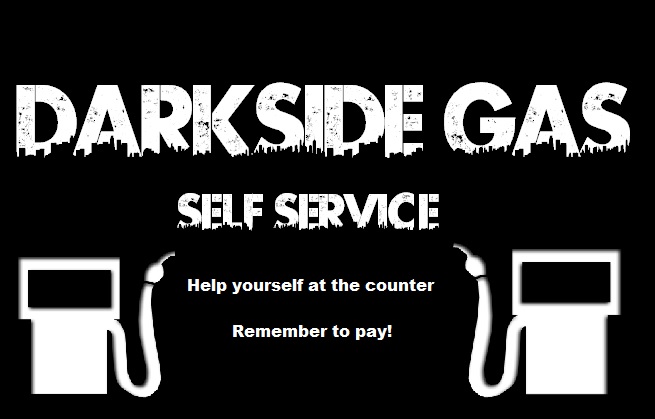 DARKSIDE GAS
SELF SERVICE
Help yourself at the counter
Remember to pay!